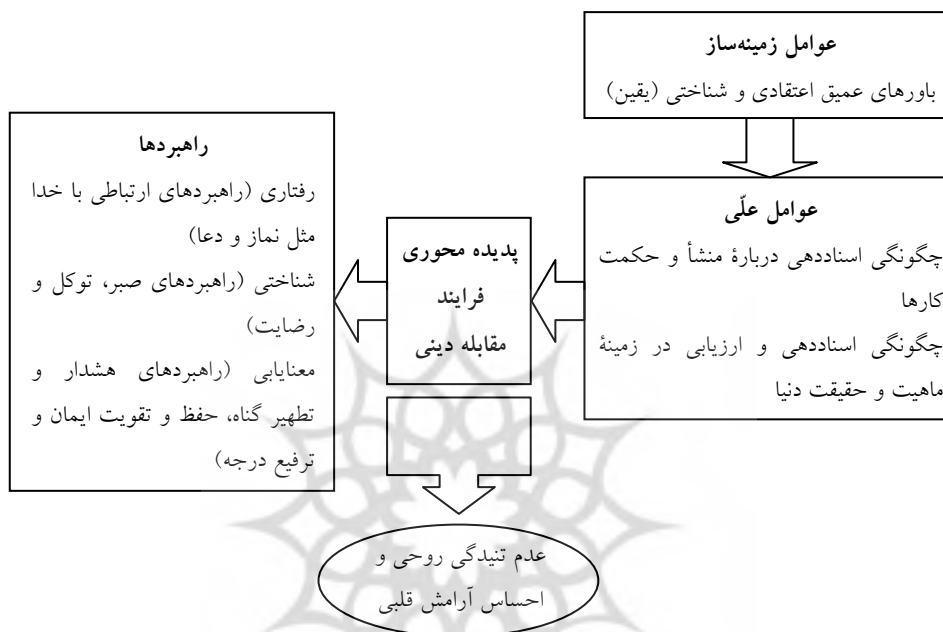 عوامل زمینه‌ساز
باورهای عمیق اعتقادی و شناختی (یقین)
عوامل علّی
چگونگی اسناددهی دربارهٔ منشأ و حکمت
کارها
چگونگی اسناددهی و ارزیابی در زمینهٔ
ماهیت و حقیقت دنیا
پدیده محوری
فرایند
مقابله دینی
راهبردها
رفتاری (راهبردهای ارتباطی با خدا
مثل نماز و دعا)
شناختی (راهبردهای صبر، توکل و
رضایت)
معنایابی (راهبردهای هشدار و
تطهیر گناه، حفظ و تقویت ایمان و
ترفیع درجه)
عدم تنیدگی روحی و
احساس آرامش قلبی